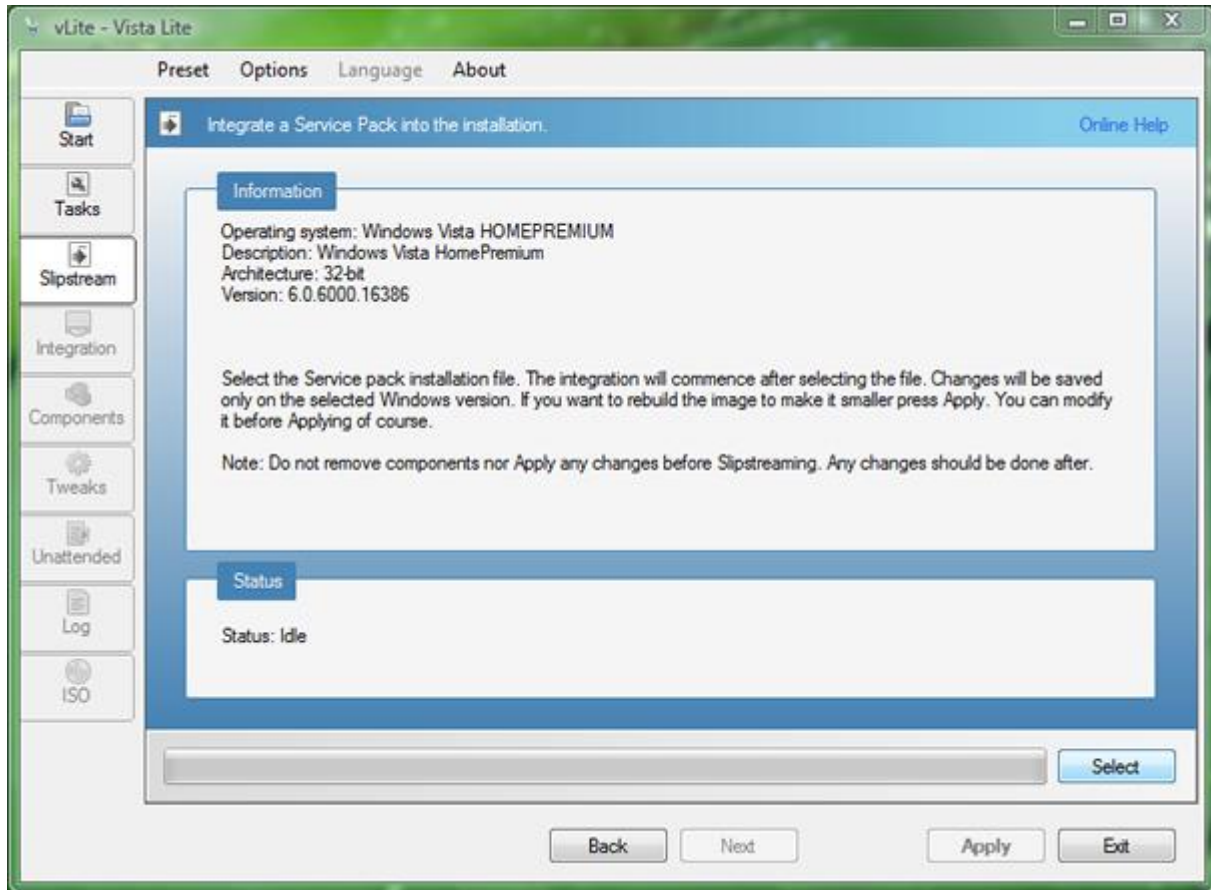 vLite - Vista Lite
Preset Options Language About
Start
Tasks
Slipstream
Integration
Components
Tweaks
Unattended
Log
ISO
Integrate a Service Pack into the installation. Online Help
Information
Operating system: Windows Vista HOMEPREMIUM
Description: Windows Vista HomePremium
Architecture: 32-bit
Version: 6.0.6000.16386
Select the Service pack installation file. The integration will commence after selecting the file. Changes will be saved
only on the selected Windows version. If you want to rebuild the image to make it smaller press Apply. You can modify
it before Applying of course.
Note: Do not remove components nor Apply any changes before Slipstreaming. Any changes should be done after.
Status
Status: Idle
Select
Back Next Apply Exit